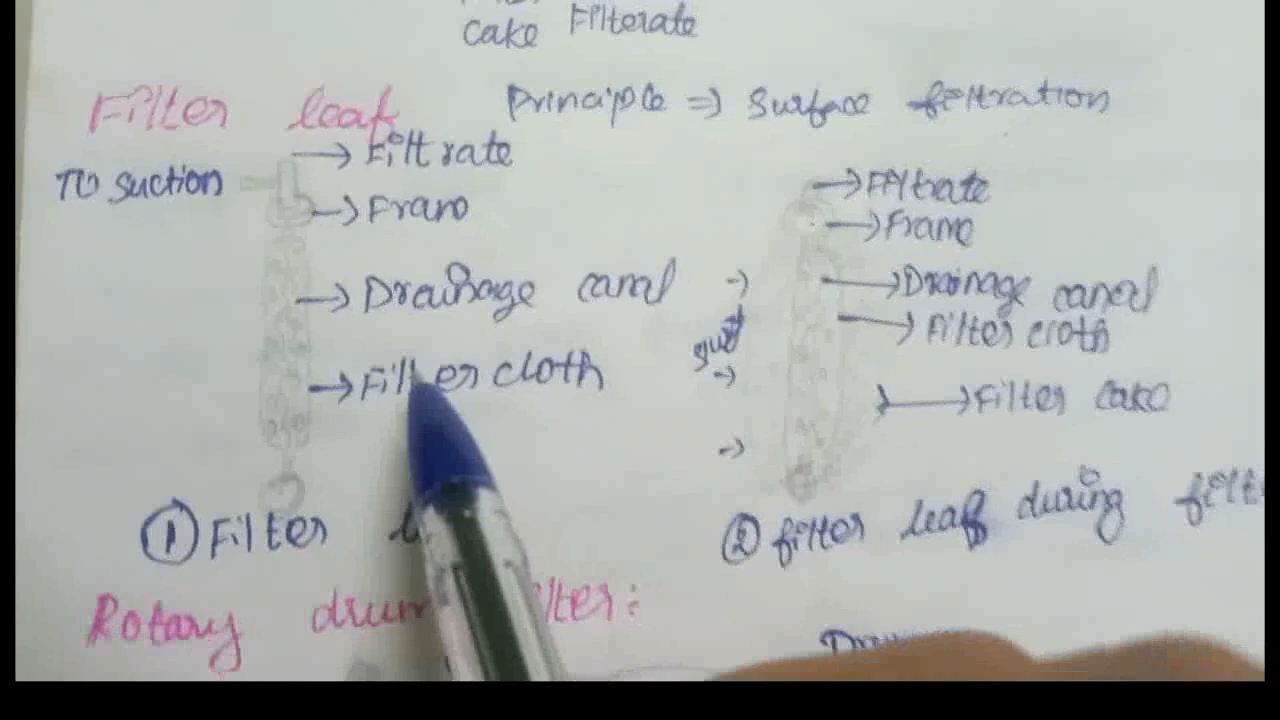 Cake Filterate
Filter leaf Principle => Surface filtration
→ Filtrate
To suction
→ Frame
→ Drainage canal
→ Filter cloth
① Filter
→ Filtrate
→ Frame
→ Drainage canal
→ Filter cloth
→ Filter cake
② filter leaf during
Rotary